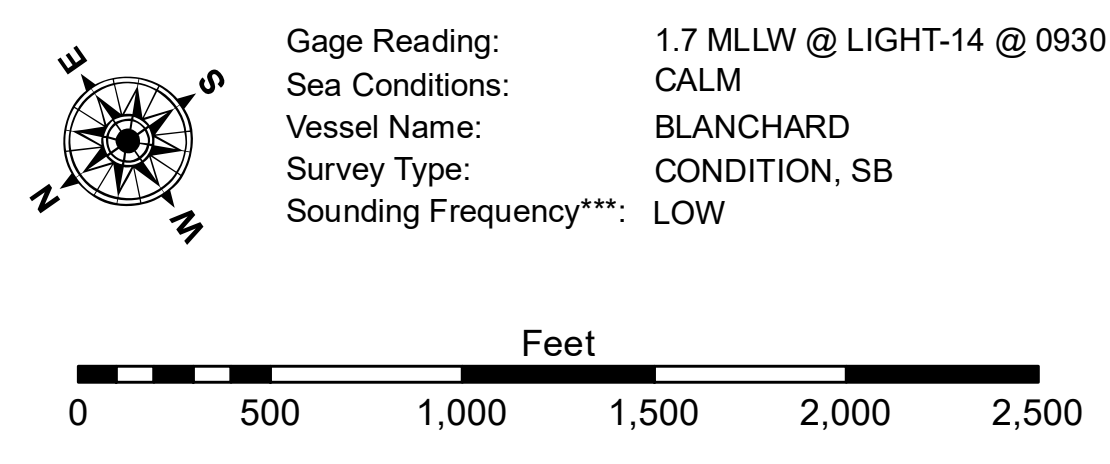 E
S
N
W
Gage Reading: 1.7 MLLW @ LIGHT-14 @ 0930
Sea Conditions: CALM
Vessel Name: BLANCHARD
Survey Type: CONDITION, SB
Sounding Frequency***: LOW
Feet
0 500 1,000 1,500 2,000 2,500